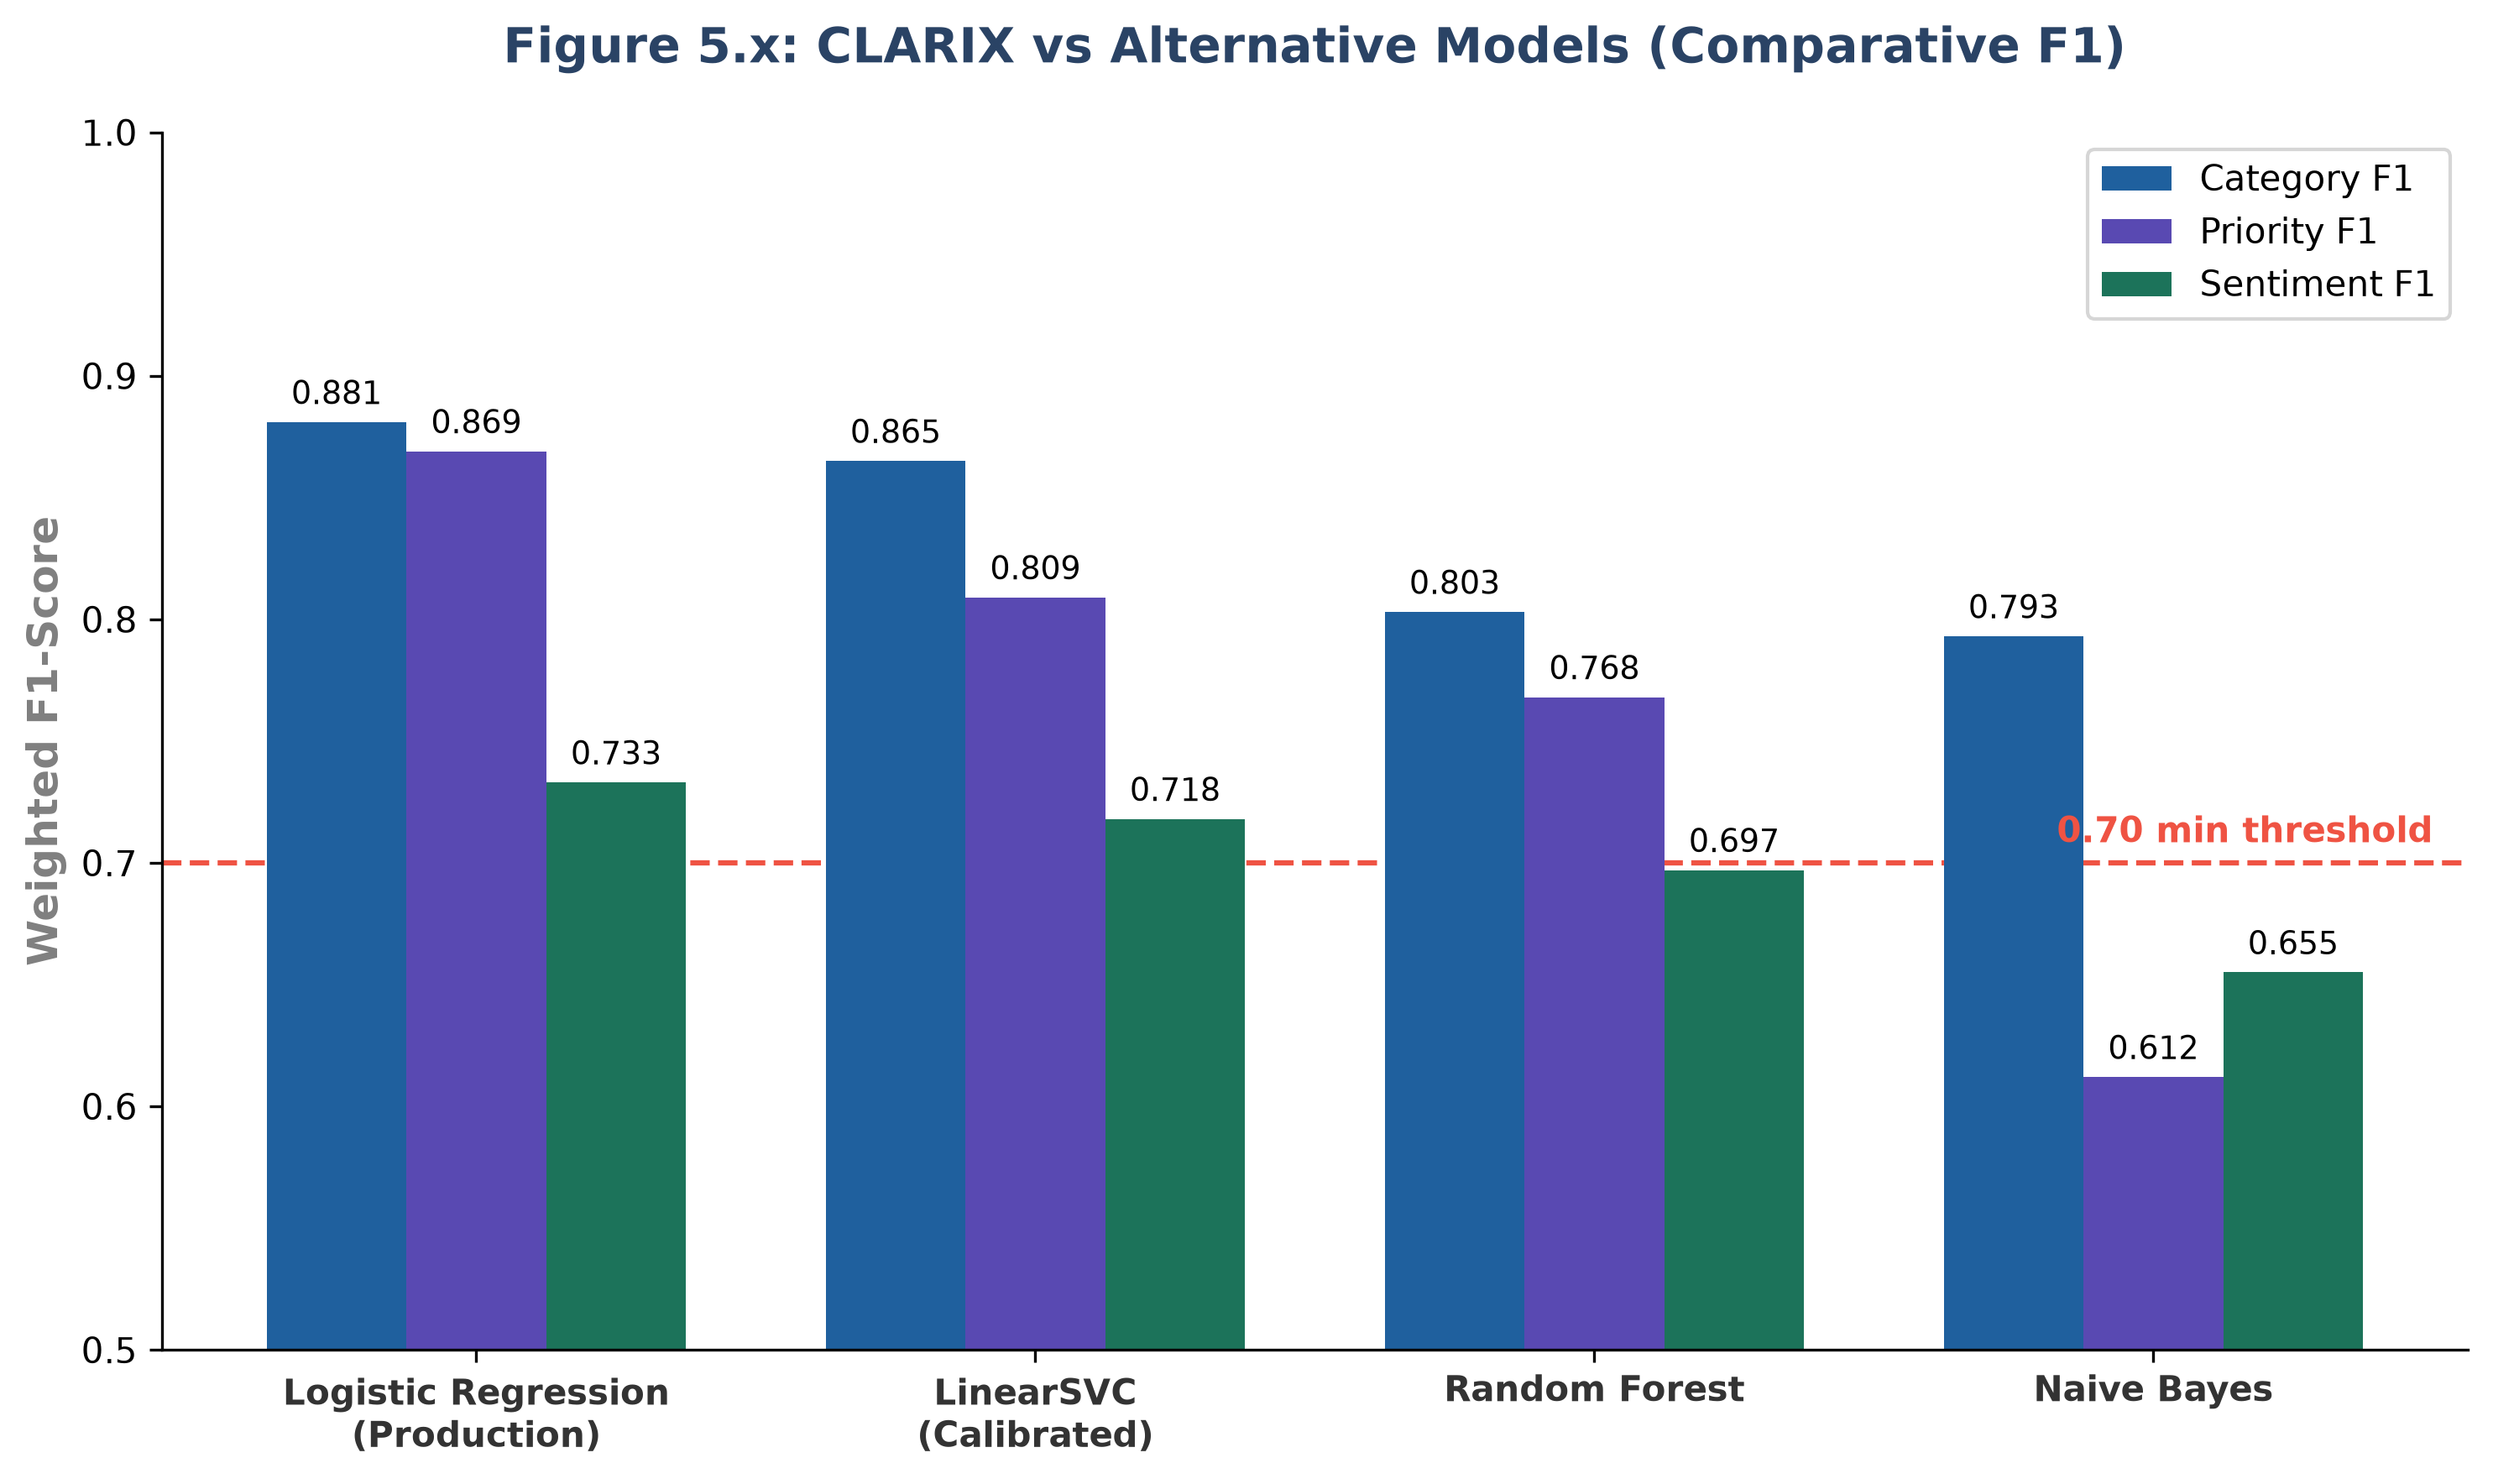 Figure 5.x: CLARIX vs Alternative Models (Comparative F1)
Weighted F1-Score
1.0
0.9
0.8
0.7
0.6
0.5
Category F1
Priority F1
Sentiment F1
0.881
0.869
0.733
0.865
0.809
0.718
0.803
0.768
0.697
0.793
0.612
0.655
0.70 min threshold
Logistic Regression
(Production)
LinearSVC
(Calibrated)
Random Forest
Naive Bayes